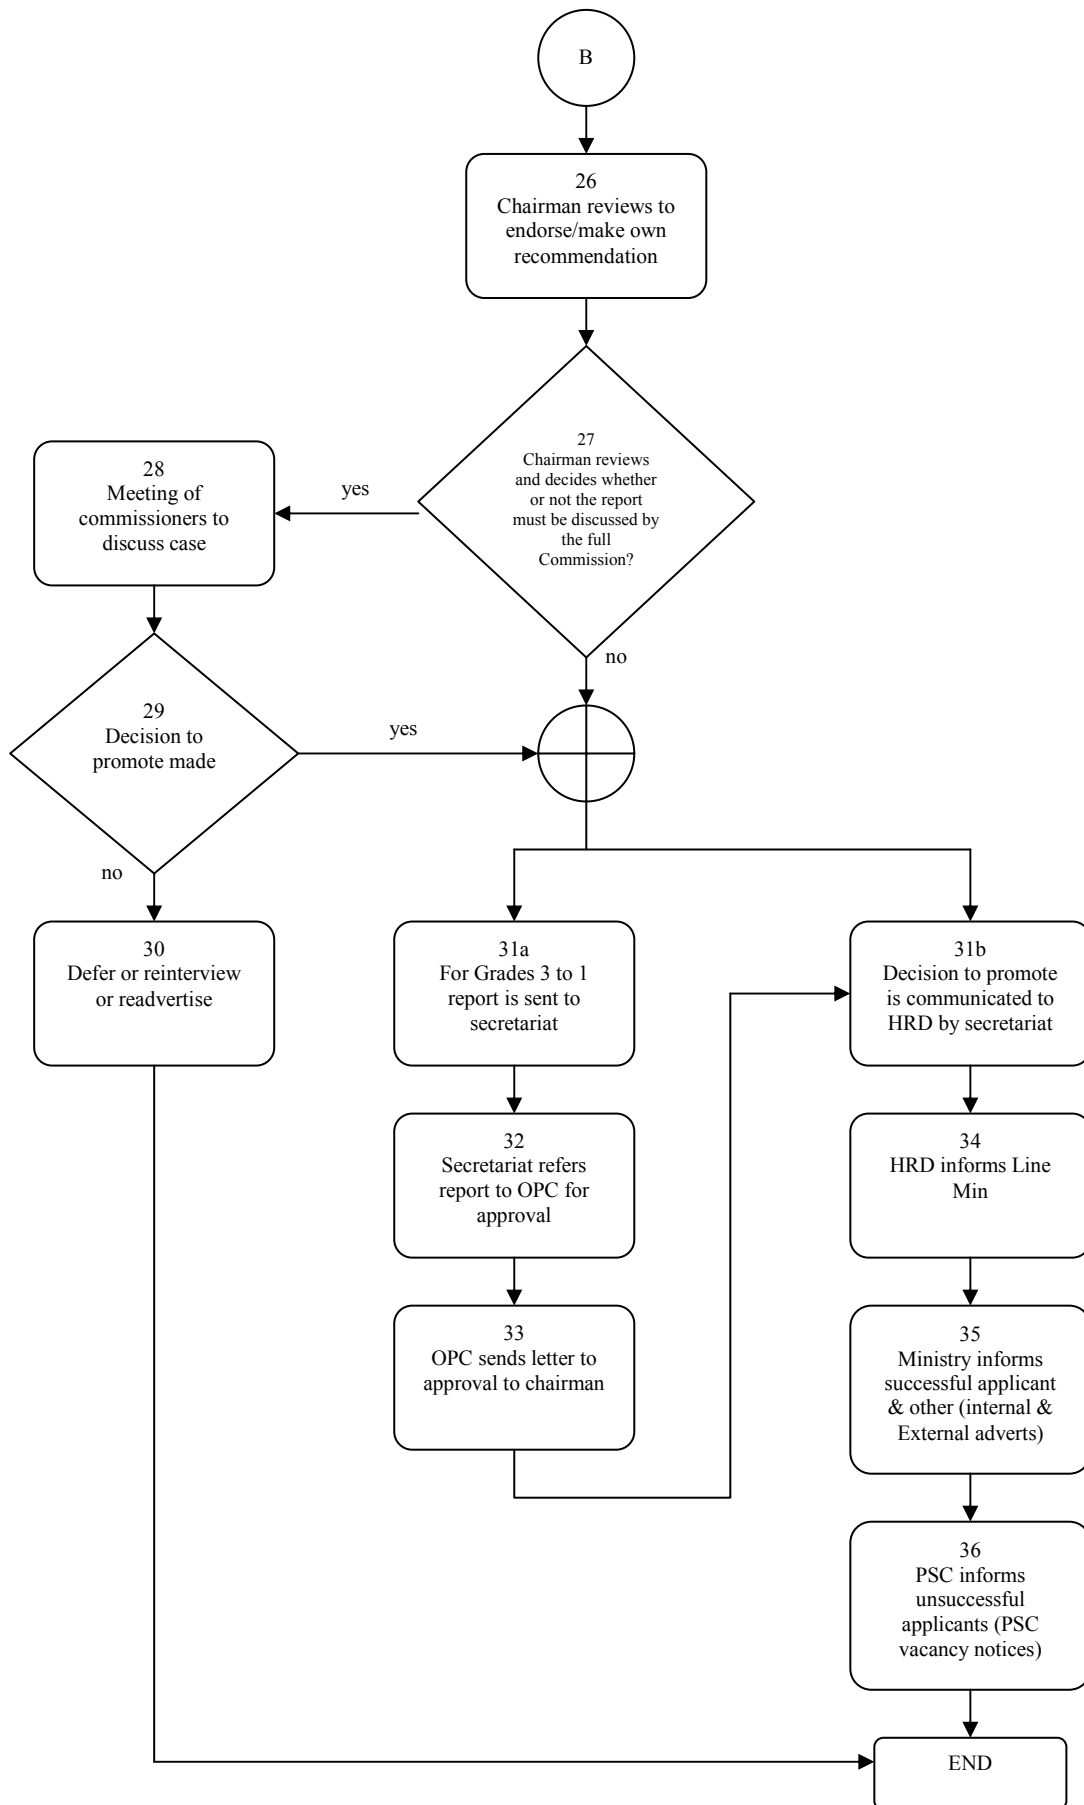 B
26
Chairman reviews to
endorse/make own
recommendation
27
Chairman reviews
and decides whether
or not the report
must be discussed by
the full
Commission?
yes
28
Meeting of
commissioners to
discuss case
no
29
Decision to
promote made
yes
no
30
Defer or reinterview
or readvertise
31a
For Grades 3 to 1
report is sent to
secretariat
31b
Decision to promote
is communicated to
HRD by secretariat
32
Secretariat refers
report to OPC for
approval
34
HRD informs Line
Min
33
OPC sends letter to
approval to chairman
35
Ministry informs
successful applicant
& other (internal &
External adverts)
36
PSC informs
unsuccessful
applicants (PSC
vacancy notices)
END